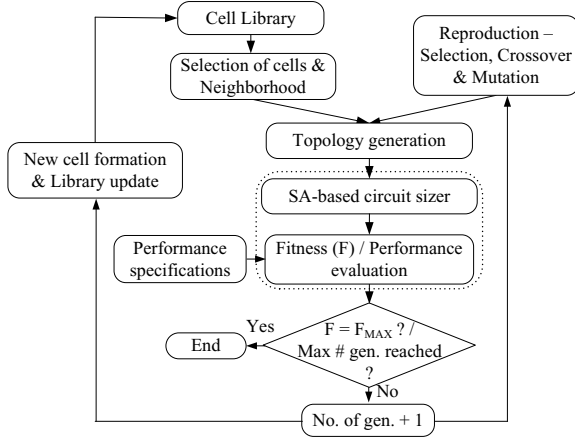 Cell Library
Reproduction –
Selection, Crossover
& Mutation
Selection of cells &
Neighborhood
Topology generation
New cell formation
& Library update
SA-based circuit sizer
Performance
specifications
Fitness (F) / Performance
evaluation
Yes
F = FMAX ? /
Max # gen. reached
?
End
No
No. of gen. + 1